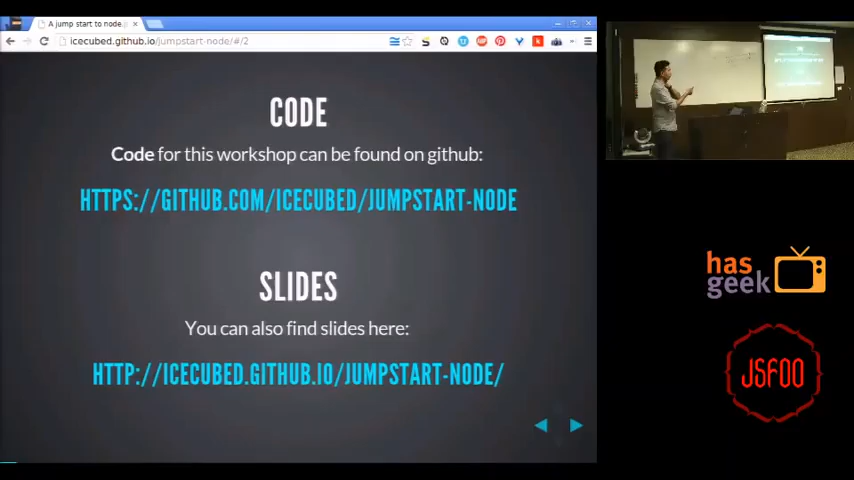 A jump start to node.
icecubed.github.io/jumpstart-node/#/2
CODE
Code for this workshop can be found on github:
HTTPS://GITHUB.COM/ICECUBED/JUMPSTART-NODE
SLIDES
You can also find slides here:
HTTP://ICECUBED.GITHUB.IO/JUMPSTART-NODE/
has
geek
JSFOO